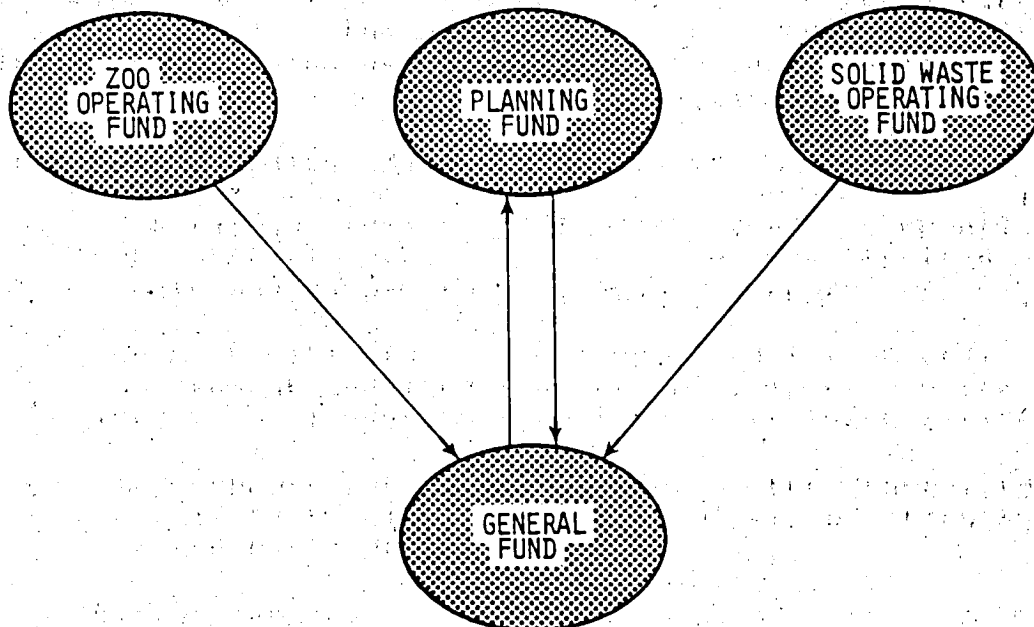 ZOO
OPERATING
FUND
PLANNING
FUND
SOLID WASTE
OPERATING
FUND
GENERAL
FUND